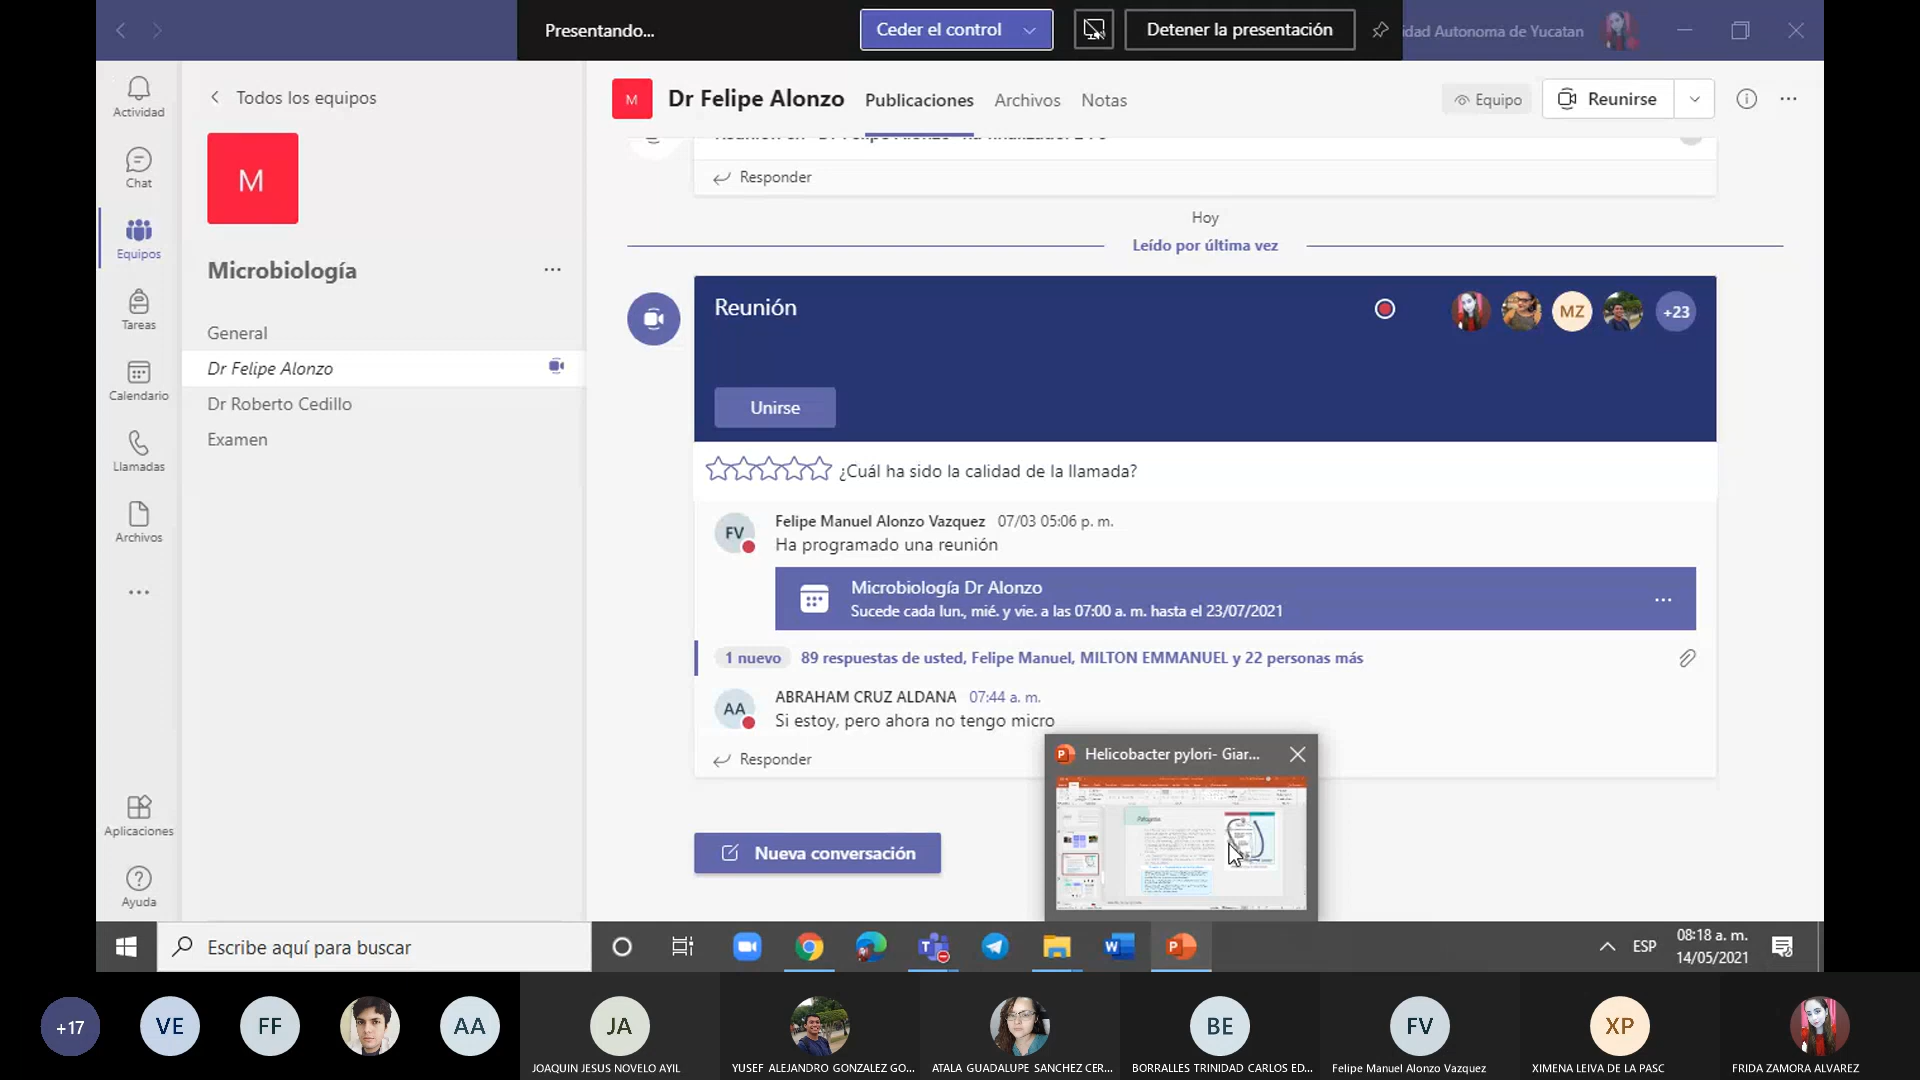 Presentando...
Ceder el control
Detener la presentación
idad Autonoma de Yucatan
Actividad
Chat
Equipos
Tareas
Calendario
Llamadas
Archivos
Aplicaciones
Ayuda
Todos los equipos
M
Microbiología
General
Dr Felipe Alonzo
Dr Roberto Cedillo
Examen
M
Dr Felipe Alonzo
Publicaciones
Archivos
Notas
Equipo
Reunirse
Responder
Hoy
Leído por última vez
Reunión
MZ
+23
Unirse
¿Cuál ha sido la calidad de la llamada?
FV
Felipe Manuel Alonzo Vazquez 07/03 05:06 p. m.
Ha programado una reunión
Microbiología Dr Alonzo
Sucede cada lun., mié. y vie. a las 07:00 a. m. hasta el 23/07/2021
1 nuevo 89 respuestas de usted, Felipe Manuel, MILTON EMMANUEL y 22 personas más
AA
ABRAHAM CRUZ ALDANA 07:44 a. m.
Si estoy, pero ahora no tengo micro
Responder
Nueva conversación
Helicobacter pylori- Giar...
Escribe aquí para buscar
ESP
08:18 a. m.
14/05/2021
+17
VE
FF
AA
JA
BE
FV
XP
JOAQUIN JESUS NOVELO AYIL
YUSEF ALEJANDRO GONZALEZ GO...
ATALA GUADALUPE SANCHEZ CER...
BORRALLES TRINIDAD CARLOS ED...
Felipe Manuel Alonzo Vazquez
XIMENA LEIVA DE LA PASC
FRIDA ZAMORA ALVAREZ